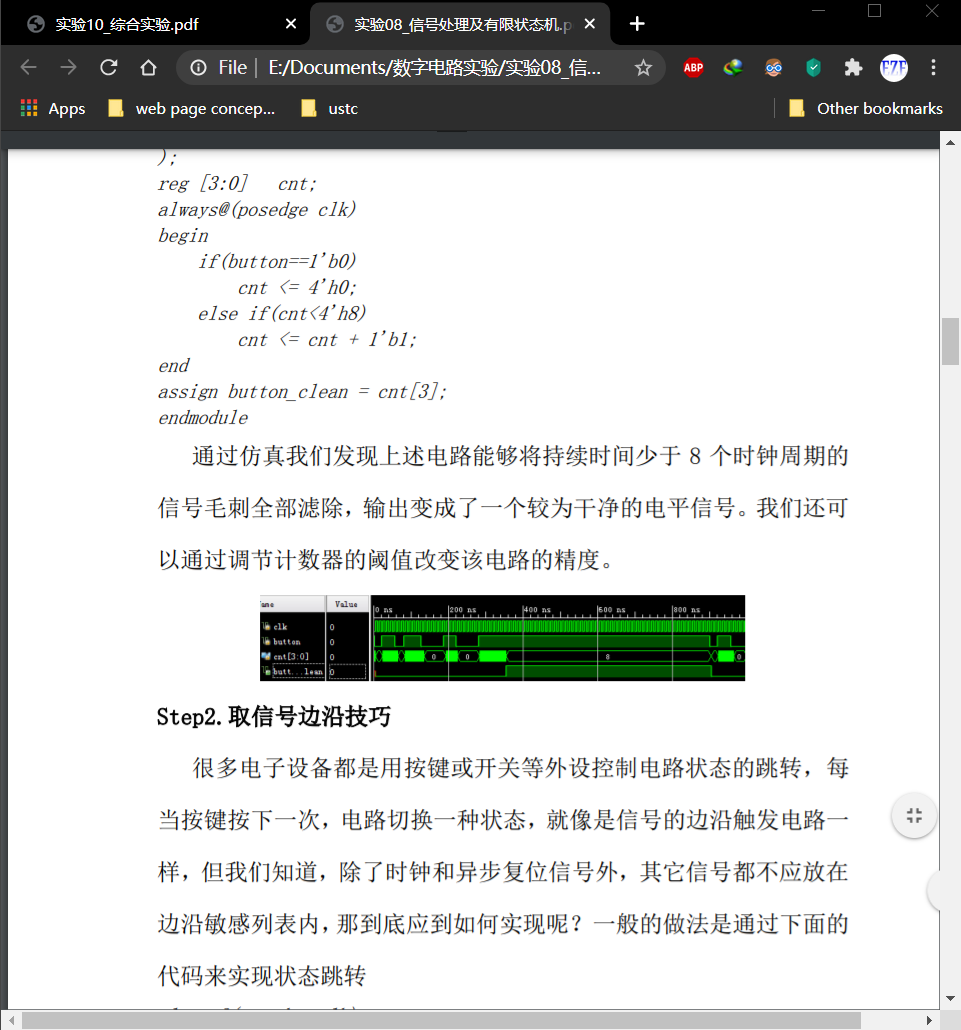 实验10_综合实验.pdf
实验08_信号处理及有限状态机.p
File
E:/Documents/数字电路实验/实验08_信...
ABP
FZF
Apps
web page concep...
ustc
Other bookmarks
);
reg [3:0] cnt;
always@(posedge clk)
begin
if(button==1'b0)
cnt <= 4'h0;
else if(cnt<4'h8)
cnt <= cnt + 1'b1;
end
assign button_clean = cnt[3];
endmodule
通过仿真我们发现上述电路能够将持续时间少于 8 个时钟周期的
信号毛刺全部滤除，输出变成了一个较为干净的电平信号。我们还可
以通过调节计数器的阈值改变该电路的精度。
ame Value 0 ns 200 ns 400 ns 600 ns 800 ns
clk 0
button 0
cnt[3:0] 0 0 0 8 0
butt...lean 0
Step2.取信号边沿技巧
很多电子设备都是用按键或开关等外设控制电路状态的跳转，每
当按键按下一次，电路切换一种状态，就像是信号的边沿触发电路一
样，但我们知道，除了时钟和异步复位信号外，其它信号都不应放在
边沿敏感列表内，那到底应到如何实现呢？一般的做法是通过下面的
代码来实现状态跳转